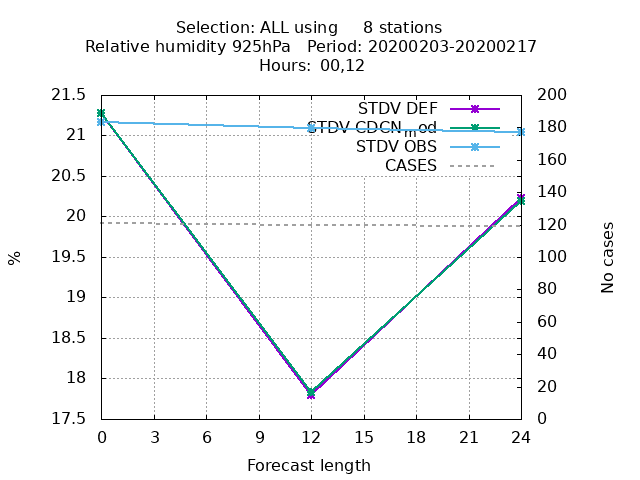 Selection: ALL using     8 stations
Relative humidity 925hPa   Period: 20200203-20200217
Hours: 00,12
STDV DEF
STDV CDCN_mod
STDV OBS
CASES
21.5
21
20.5
20
19.5
19
18.5
18
17.5
%
200
180
160
140
120
100
80
60
40
20
0
No cases
0 3 6 9 12 15 18 21 24
Forecast length